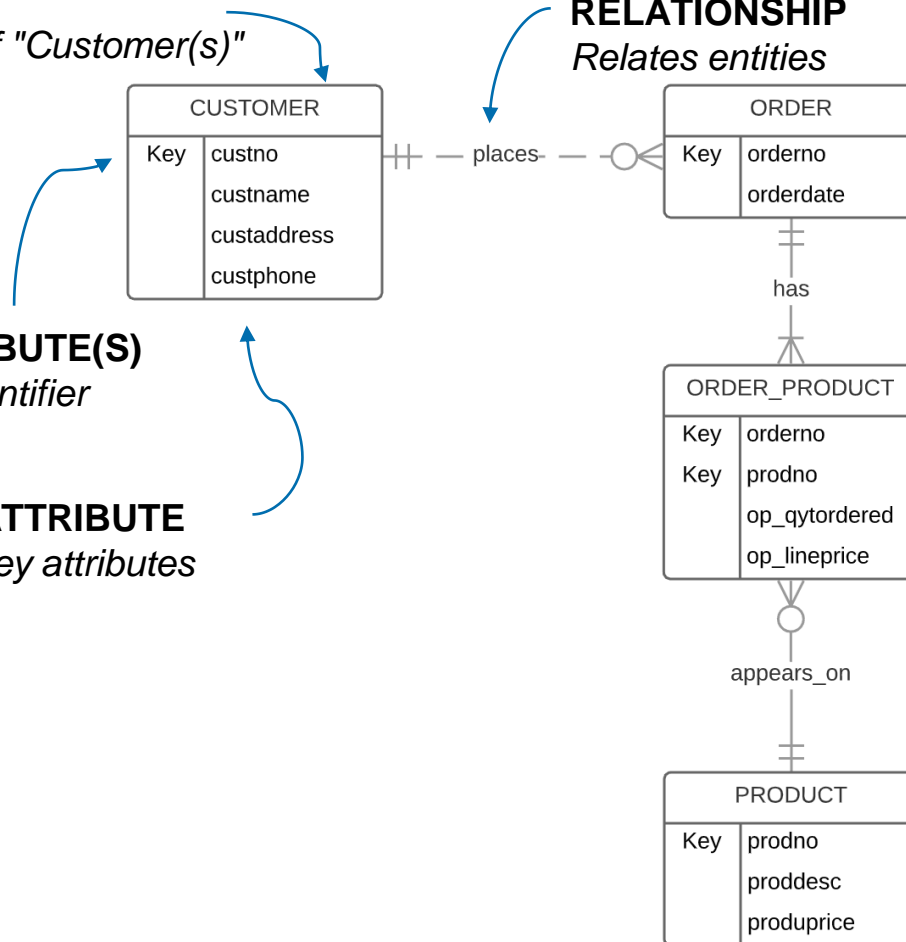 RELATIONSHIP
"Customer(s)"
Relates entities
CUSTOMER
ORDER
Key custno
places
Key orderno
custname
orderdate
custaddress
custphone
has
BUTE(S)
ntifier
ORDER_PRODUCT
Key orderno
Key prodno
op_qytordered
op_lineprice
ATTRIBUTE
ey attributes
appears_on
PRODUCT
Key prodno
proddesc
produprice